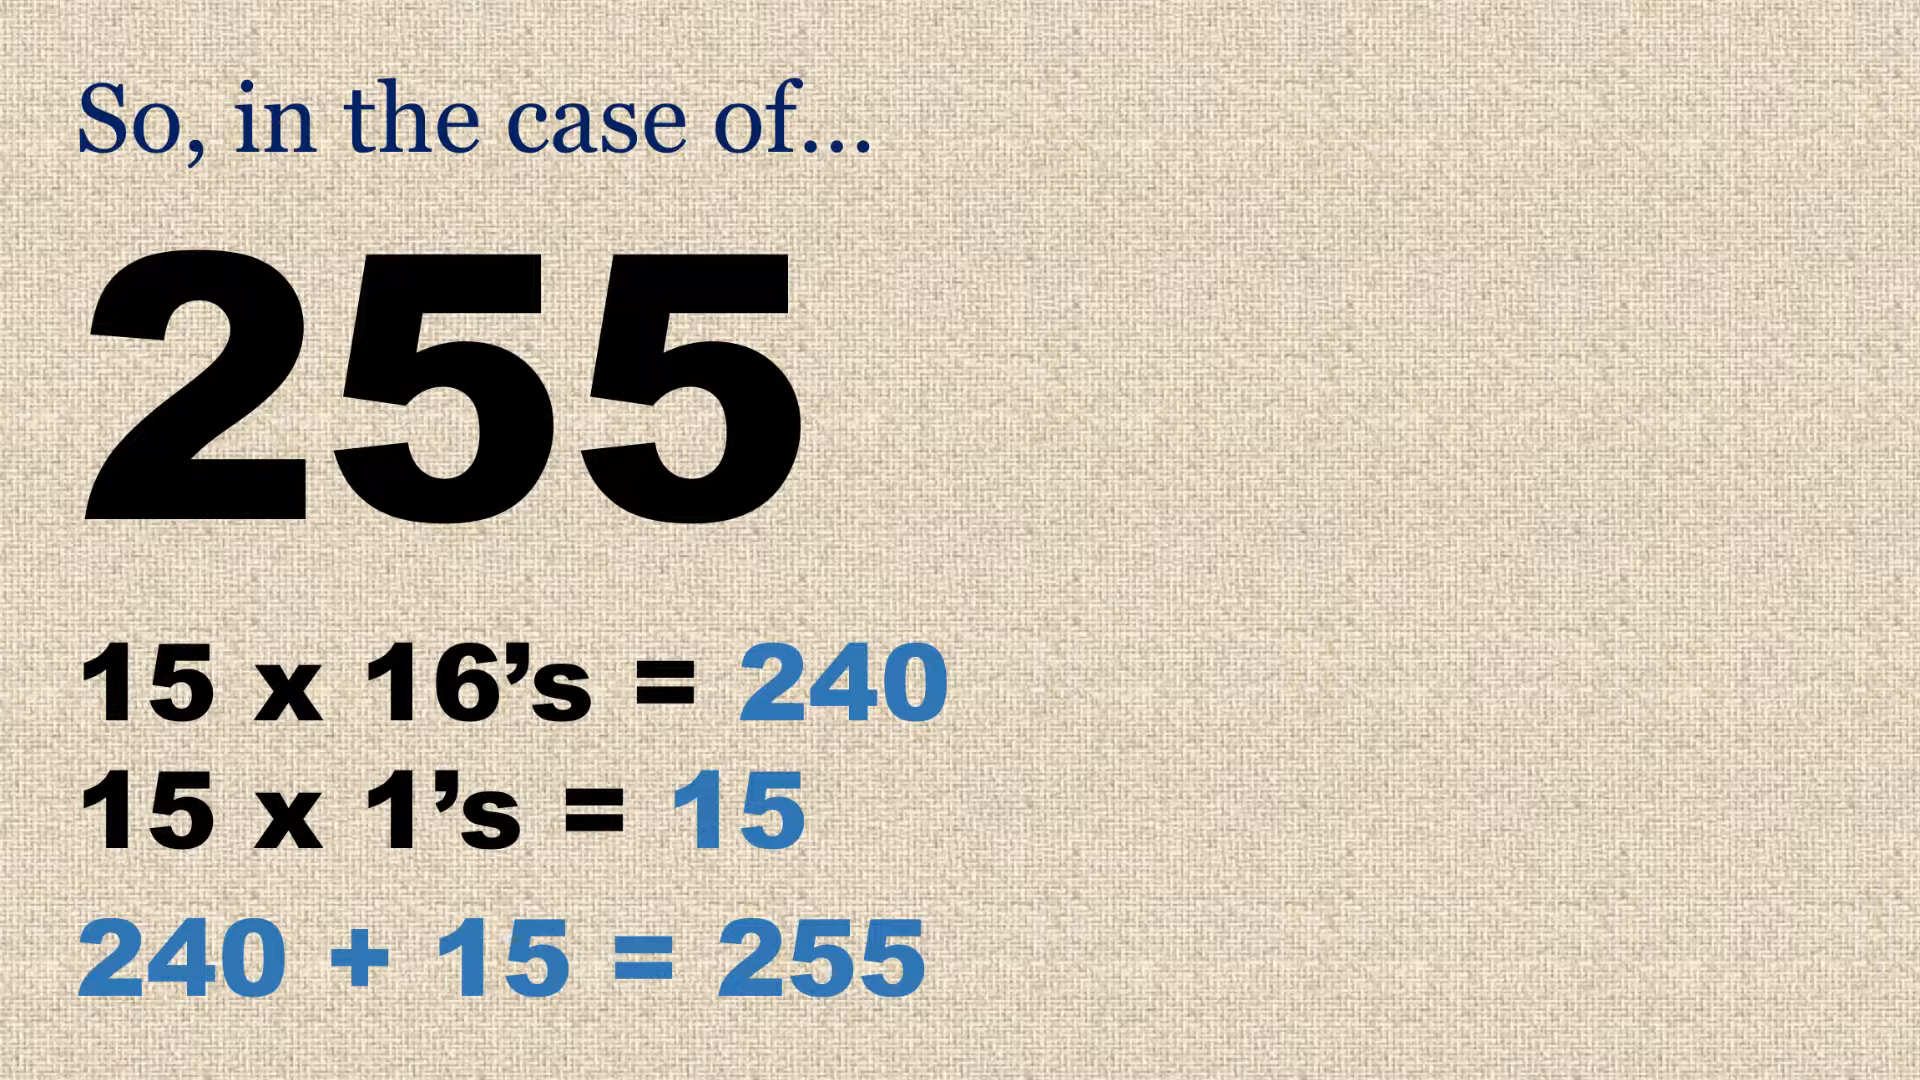 So, in the case of...
255
15 x 16’s = 240
15 x 1’s = 15
240 + 15 = 255